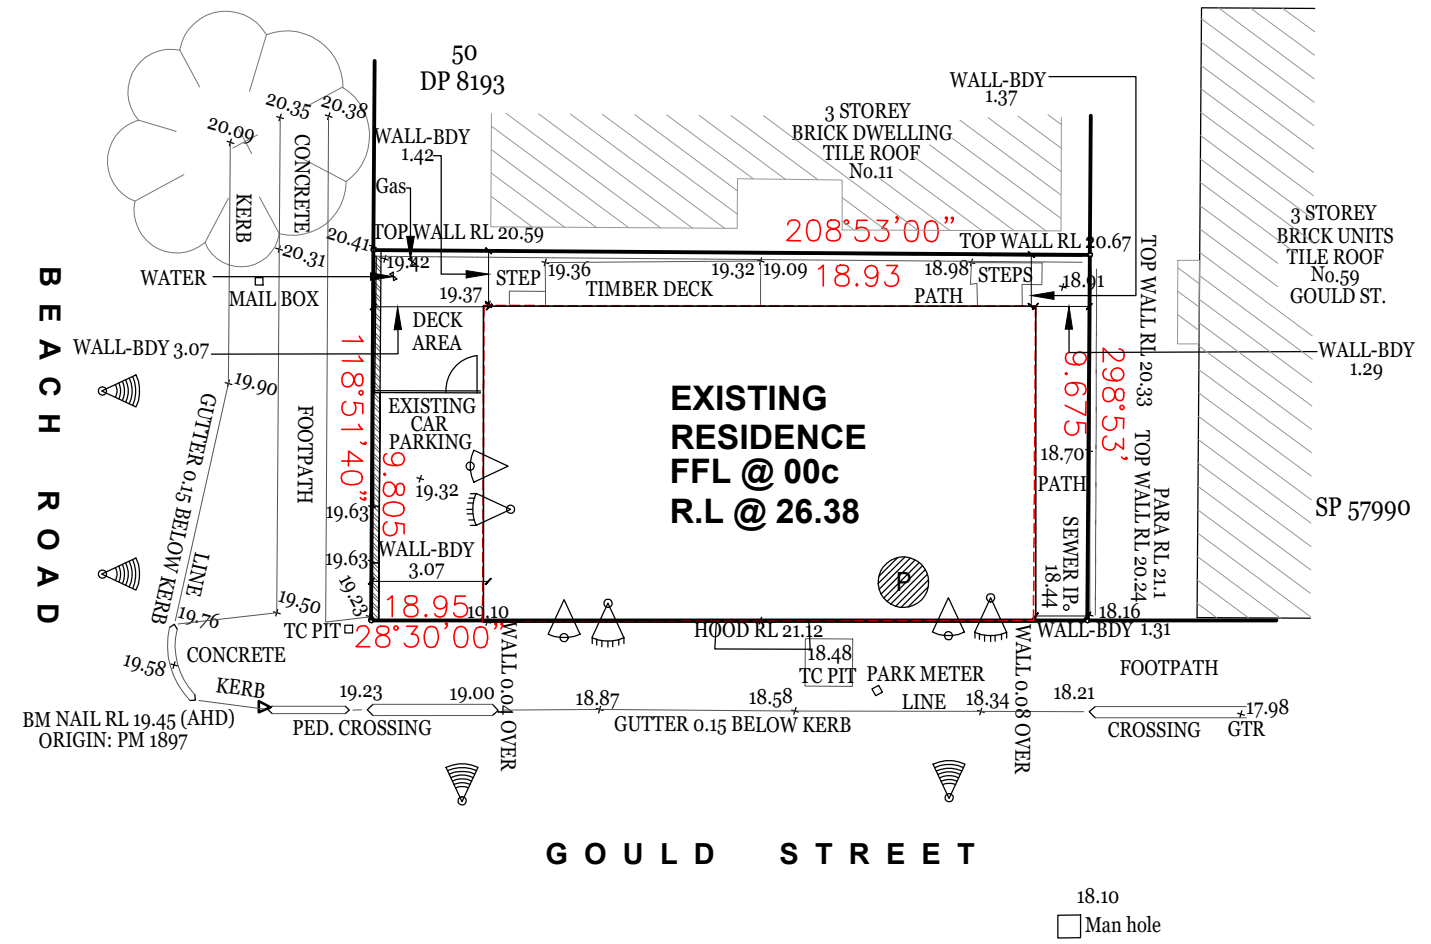 50
DP 8193
WALL-BDY
1.37
3 STOREY
BRICK DWELLING
TILE ROOF
No.11
20.35
20.38
20.09
CONCRETE
KERB
WALL-BDY
1.42
Gas
3 STOREY
BRICK UNITS
TILE ROOF
No.59
GOULD ST.
TOP WALL RL 20.59
208°53'00"
TOP WALL RL 20.67
20.41
20.31
19.42
WATER
MAIL BOX
STEP
19.36
TIMBER DECK
19.32
19.09
18.93
18.98
STEPS
18.91
PATH
19.37
DECK
AREA
WALL-BDY 3.07
WALL-BDY
1.29
TOP WALL RL 20.33
BEACH ROAD
118°51'40"
9.675
298°53'
19.90
GUTTER 0.15 BELOW KERB
LINE
FOOTPATH
EXISTING
CAR
PARKING
9.805
19.32
EXISTING
RESIDENCE
FFL @ 00c
R.L @ 26.38
18.70
PATH
TOP WALL RL 20.24
PARA RL 21.1
SP 57990
19.63
19.63
WALL-BDY
3.07
SEWER IP.
18.44
P
19.23
18.95
19.10
28°30'00"
19.50
19.76
TC PIT
HOOD RL 21.12
18.16
WALL-BDY 1.31
19.58
CONCRETE
KERB
WALL 0.04 OVER
18.48
TC PIT
PARK METER
WALL 0.08 OVER
FOOTPATH
19.23
19.00
18.87
18.58
LINE
18.34
18.21
17.98
BM NAIL RL 19.45 (AHD)
ORIGIN: PM 1897
PED. CROSSING
GUTTER 0.15 BELOW KERB
CROSSING
GTR
GOULD STREET
18.10
Man hole